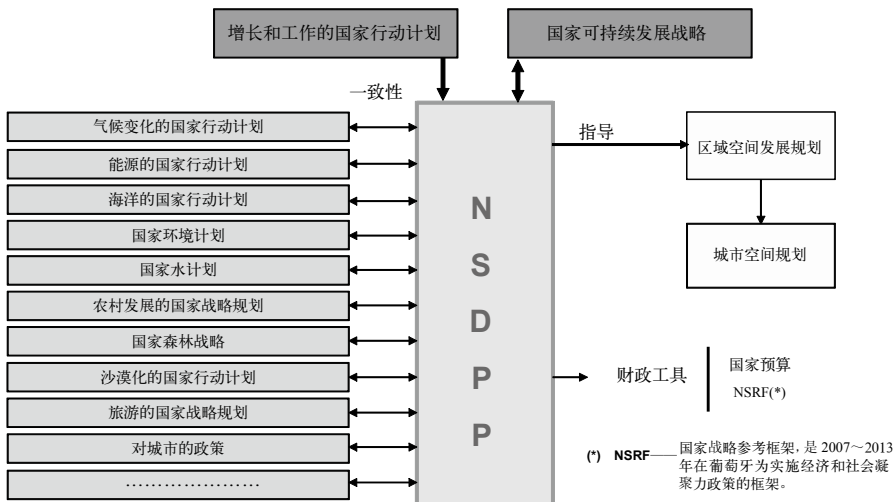 增长和工作的国家行动计划
国家可持续发展战略
一致性
气候变化的国家行动计划
能源的国家行动计划
海洋的国家行动计划
国家环境计划
国家水计划
农村发展的国家战略规划
国家森林战略
沙漠化的国家行动计划
旅游的国家战略规划
对城市的政策
…………………
N
S
D
P
P
指导
区域空间发展规划
城市空间规划
财政工具
国家预算
NSRF(*)
(*) NSRF——国家战略参考框架，是 2007～2013
年在葡萄牙为实施经济和社会凝
聚力政策的框架。